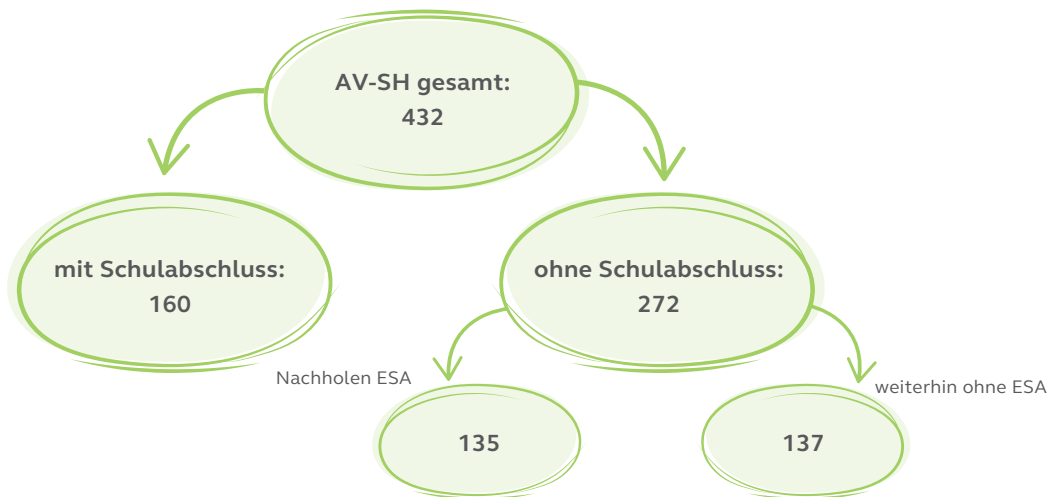 AV-SH gesamt:
432
mit Schulabschluss:
160
ohne Schulabschluss:
272
Nachholen ESA
weiterhin ohne ESA
135
137